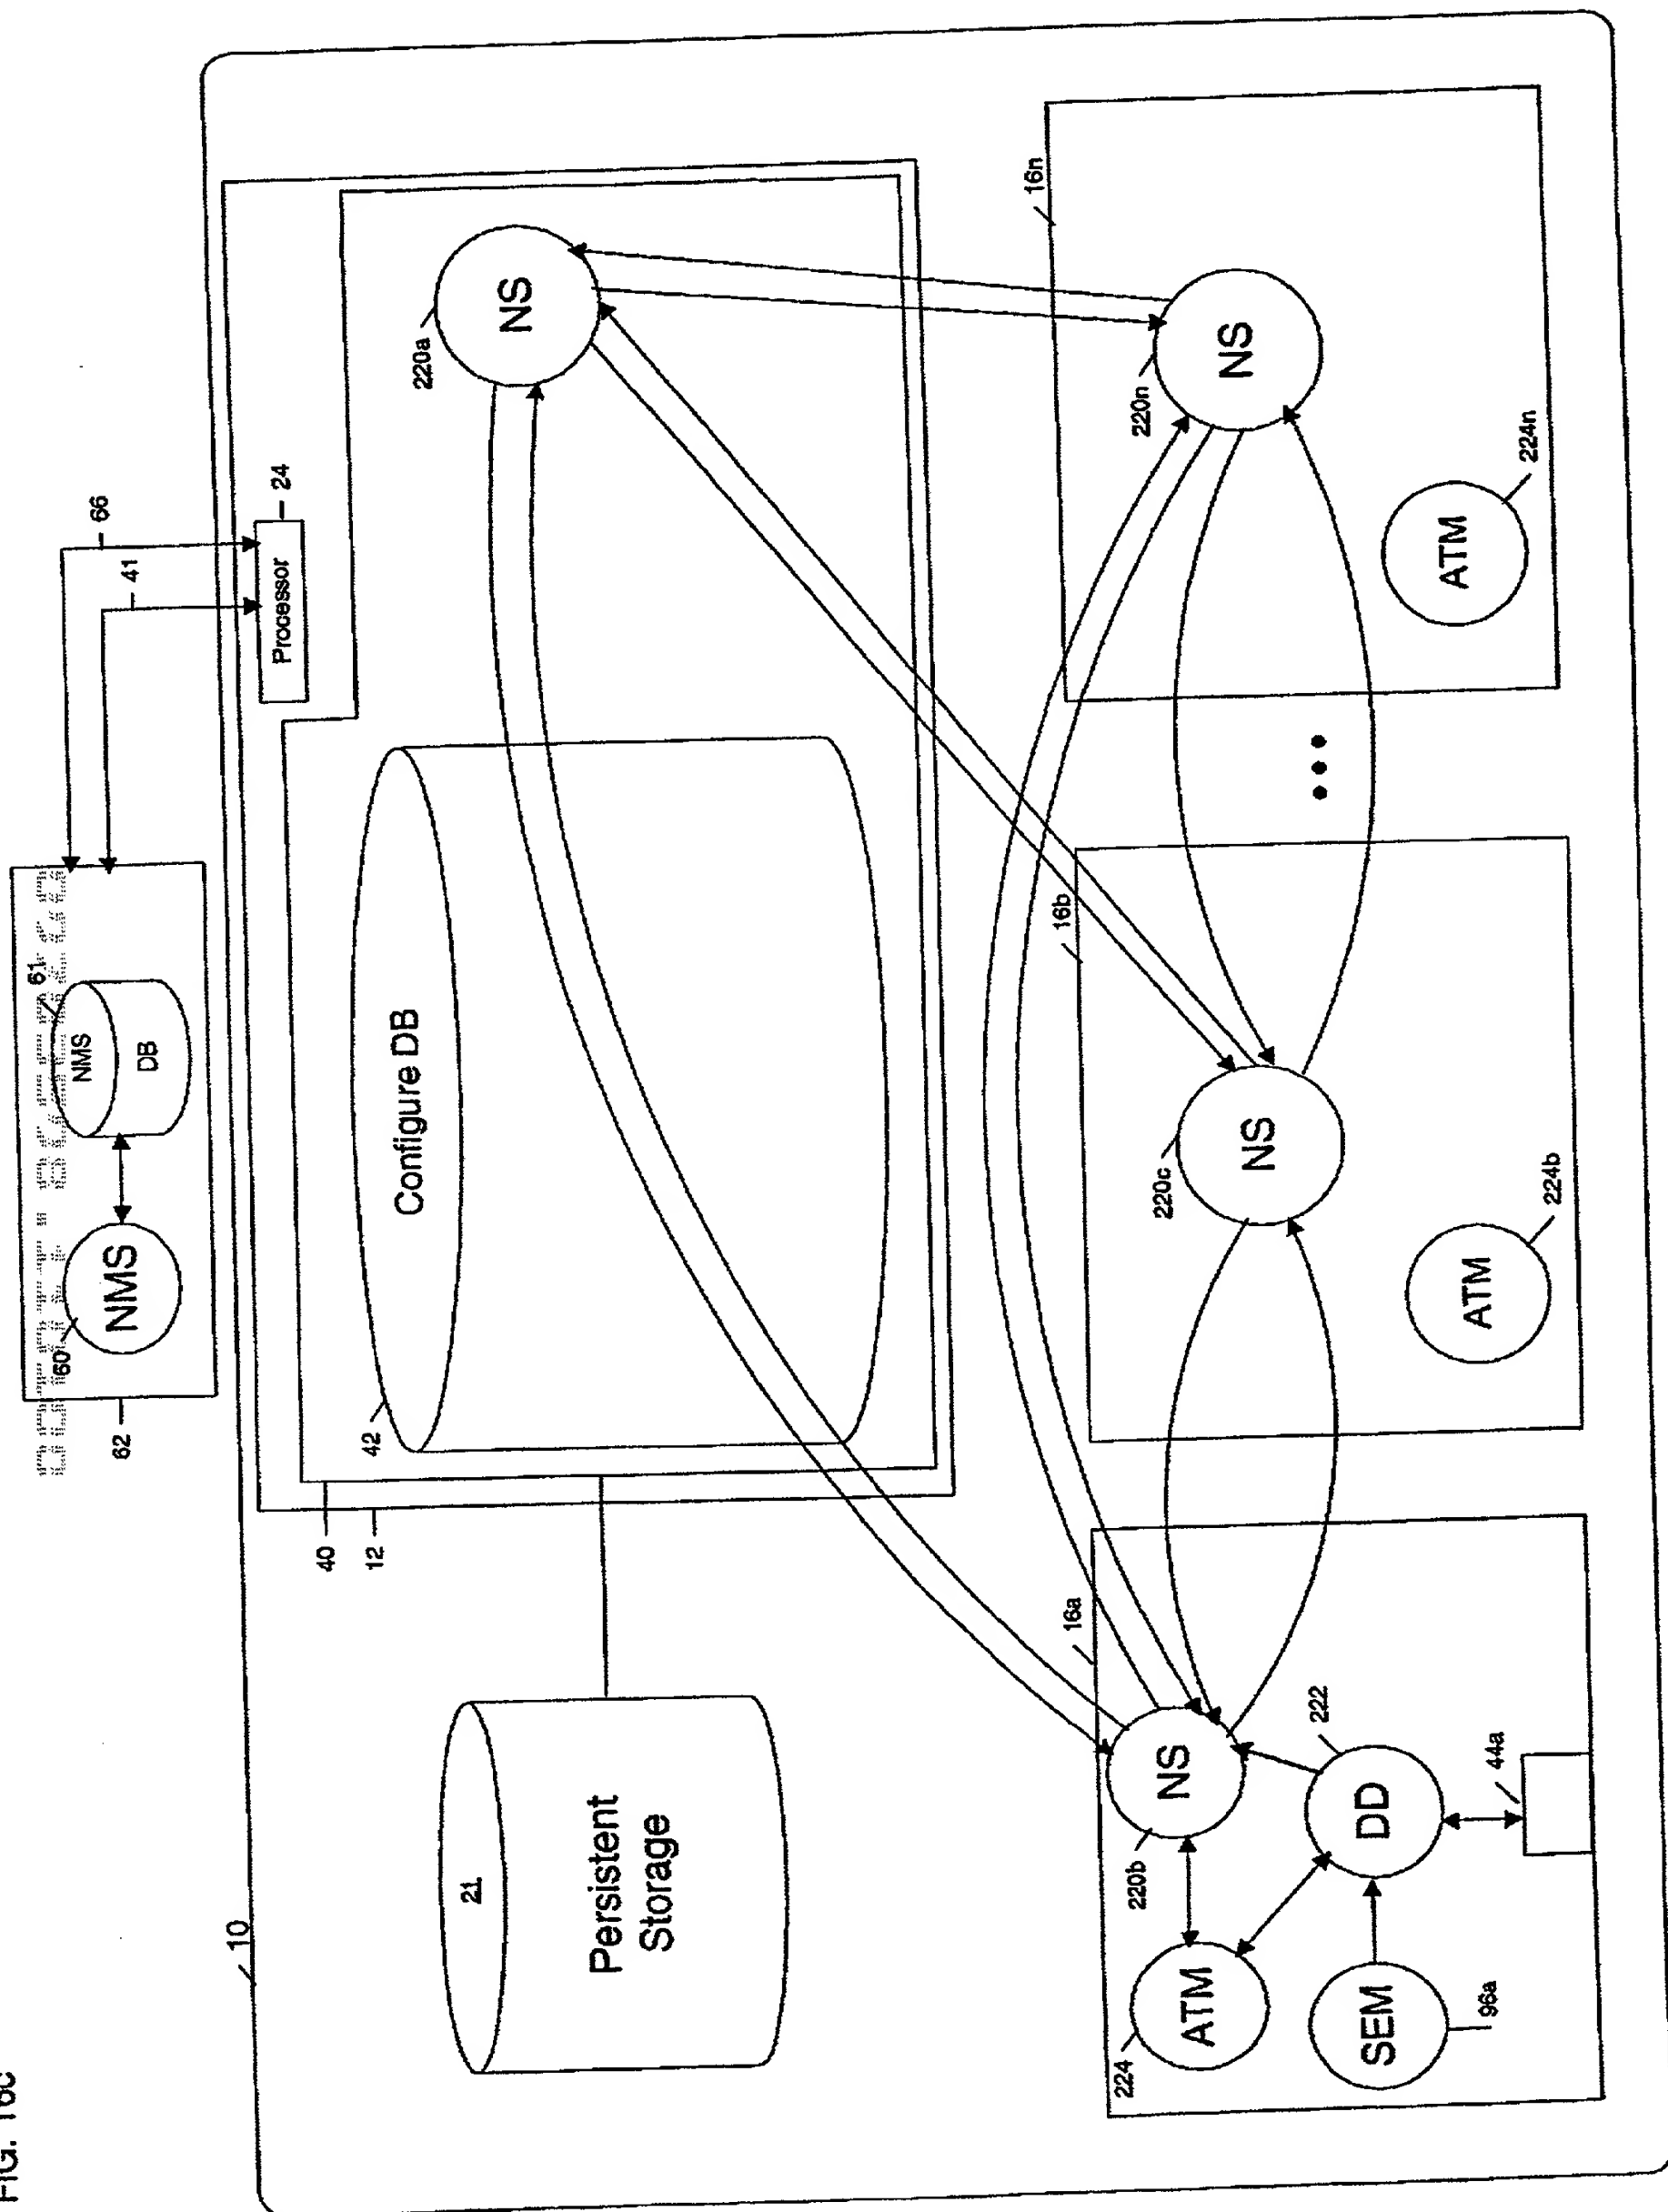 FIG. 16c
10
62
60
NMS
61
NMS
DB
66
41
Processor
24
40
12
42
Configure DB
220a
NS
21
Persistent
Storage
16a
220b
NS
224
ATM
222
DD
SEM
96a
44a
16b
220c
NS
ATM
224b
16n
220n
NS
ATM
224n